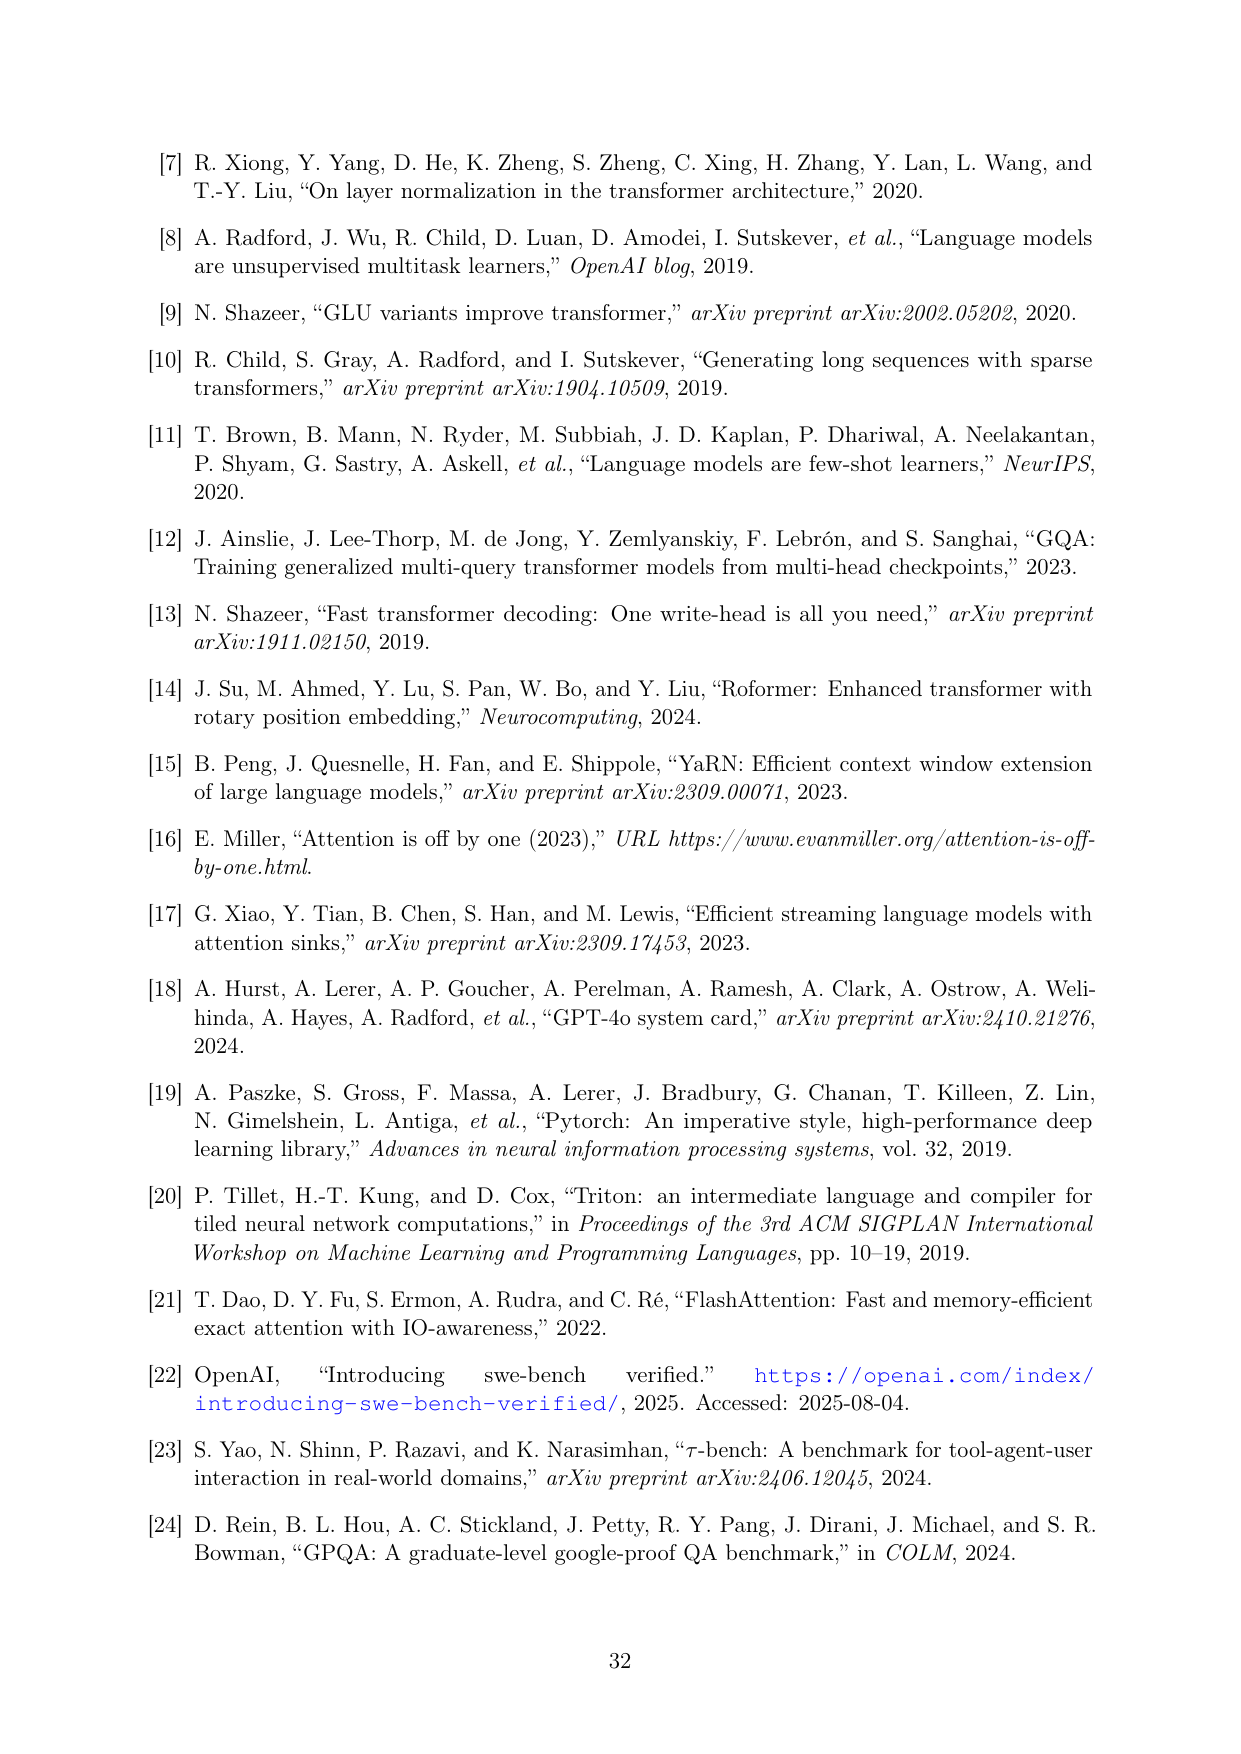 [7] R. Xiong, Y. Yang, D. He, K. Zheng, S. Zheng, C. Xing, H. Zhang, Y. Lan, L. Wang, and
T.-Y. Liu, “On layer normalization in the transformer architecture,” 2020.
[8] A. Radford, J. Wu, R. Child, D. Luan, D. Amodei, I. Sutskever, et al., “Language models
are unsupervised multitask learners,” OpenAI blog, 2019.
[9] N. Shazeer, “GLU variants improve transformer,” arXiv preprint arXiv:2002.05202, 2020.
[10] R. Child, S. Gray, A. Radford, and I. Sutskever, “Generating long sequences with sparse
transformers,” arXiv preprint arXiv:1904.10509, 2019.
[11] T. Brown, B. Mann, N. Ryder, M. Subbiah, J. D. Kaplan, P. Dhariwal, A. Neelakantan,
P. Shyam, G. Sastry, A. Askell, et al., “Language models are few-shot learners,” NeurIPS,
2020.
[12] J. Ainslie, J. Lee-Thorp, M. de Jong, Y. Zemlyanskiy, F. Lebrón, and S. Sanghai, “GQA:
Training generalized multi-query transformer models from multi-head checkpoints,” 2023.
[13] N. Shazeer, “Fast transformer decoding: One write-head is all you need,” arXiv preprint
arXiv:1911.02150, 2019.
[14] J. Su, M. Ahmed, Y. Lu, S. Pan, W. Bo, and Y. Liu, “Roformer: Enhanced transformer with
rotary position embedding,” Neurocomputing, 2024.
[15] B. Peng, J. Quesnelle, H. Fan, and E. Shippole, “YaRN: Efficient context window extension
of large language models,” arXiv preprint arXiv:2309.00071, 2023.
[16] E. Miller, “Attention is off by one (2023),” URL https://www.evanmiller.org/attention-is-off-
by-one.html.
[17] G. Xiao, Y. Tian, B. Chen, S. Han, and M. Lewis, “Efficient streaming language models with
attention sinks,” arXiv preprint arXiv:2309.17453, 2023.
[18] A. Hurst, A. Lerer, A. P. Goucher, A. Perelman, A. Ramesh, A. Clark, A. Ostrow, A. Weli-
hinda, A. Hayes, A. Radford, et al., “GPT-4o system card,” arXiv preprint arXiv:2410.21276,
2024.
[19] A. Paszke, S. Gross, F. Massa, A. Lerer, J. Bradbury, G. Chanan, T. Killeen, Z. Lin,
N. Gimelshein, L. Antiga, et al., “Pytorch: An imperative style, high-performance deep
learning library,” Advances in neural information processing systems, vol. 32, 2019.
[20] P. Tillet, H.-T. Kung, and D. Cox, “Triton: an intermediate language and compiler for
tiled neural network computations,” in Proceedings of the 3rd ACM SIGPLAN International
Workshop on Machine Learning and Programming Languages, pp. 10–19, 2019.
[21] T. Dao, D. Y. Fu, S. Ermon, A. Rudra, and C. Ré, “FlashAttention: Fast and memory-efficient
exact attention with IO-awareness,” 2022.
[22] OpenAI, “Introducing swe-bench verified.” https://openai.com/index/
introducing-swe-bench-verified/, 2025. Accessed: 2025-08-04.
[23] S. Yao, N. Shinn, P. Razavi, and K. Narasimhan, “τ-bench: A benchmark for tool-agent-user
interaction in real-world domains,” arXiv preprint arXiv:2406.12045, 2024.
[24] D. Rein, B. L. Hou, A. C. Stickland, J. Petty, R. Y. Pang, J. Dirani, J. Michael, and S. R.
Bowman, “GPQA: A graduate-level google-proof QA benchmark,” in COLM, 2024.
32